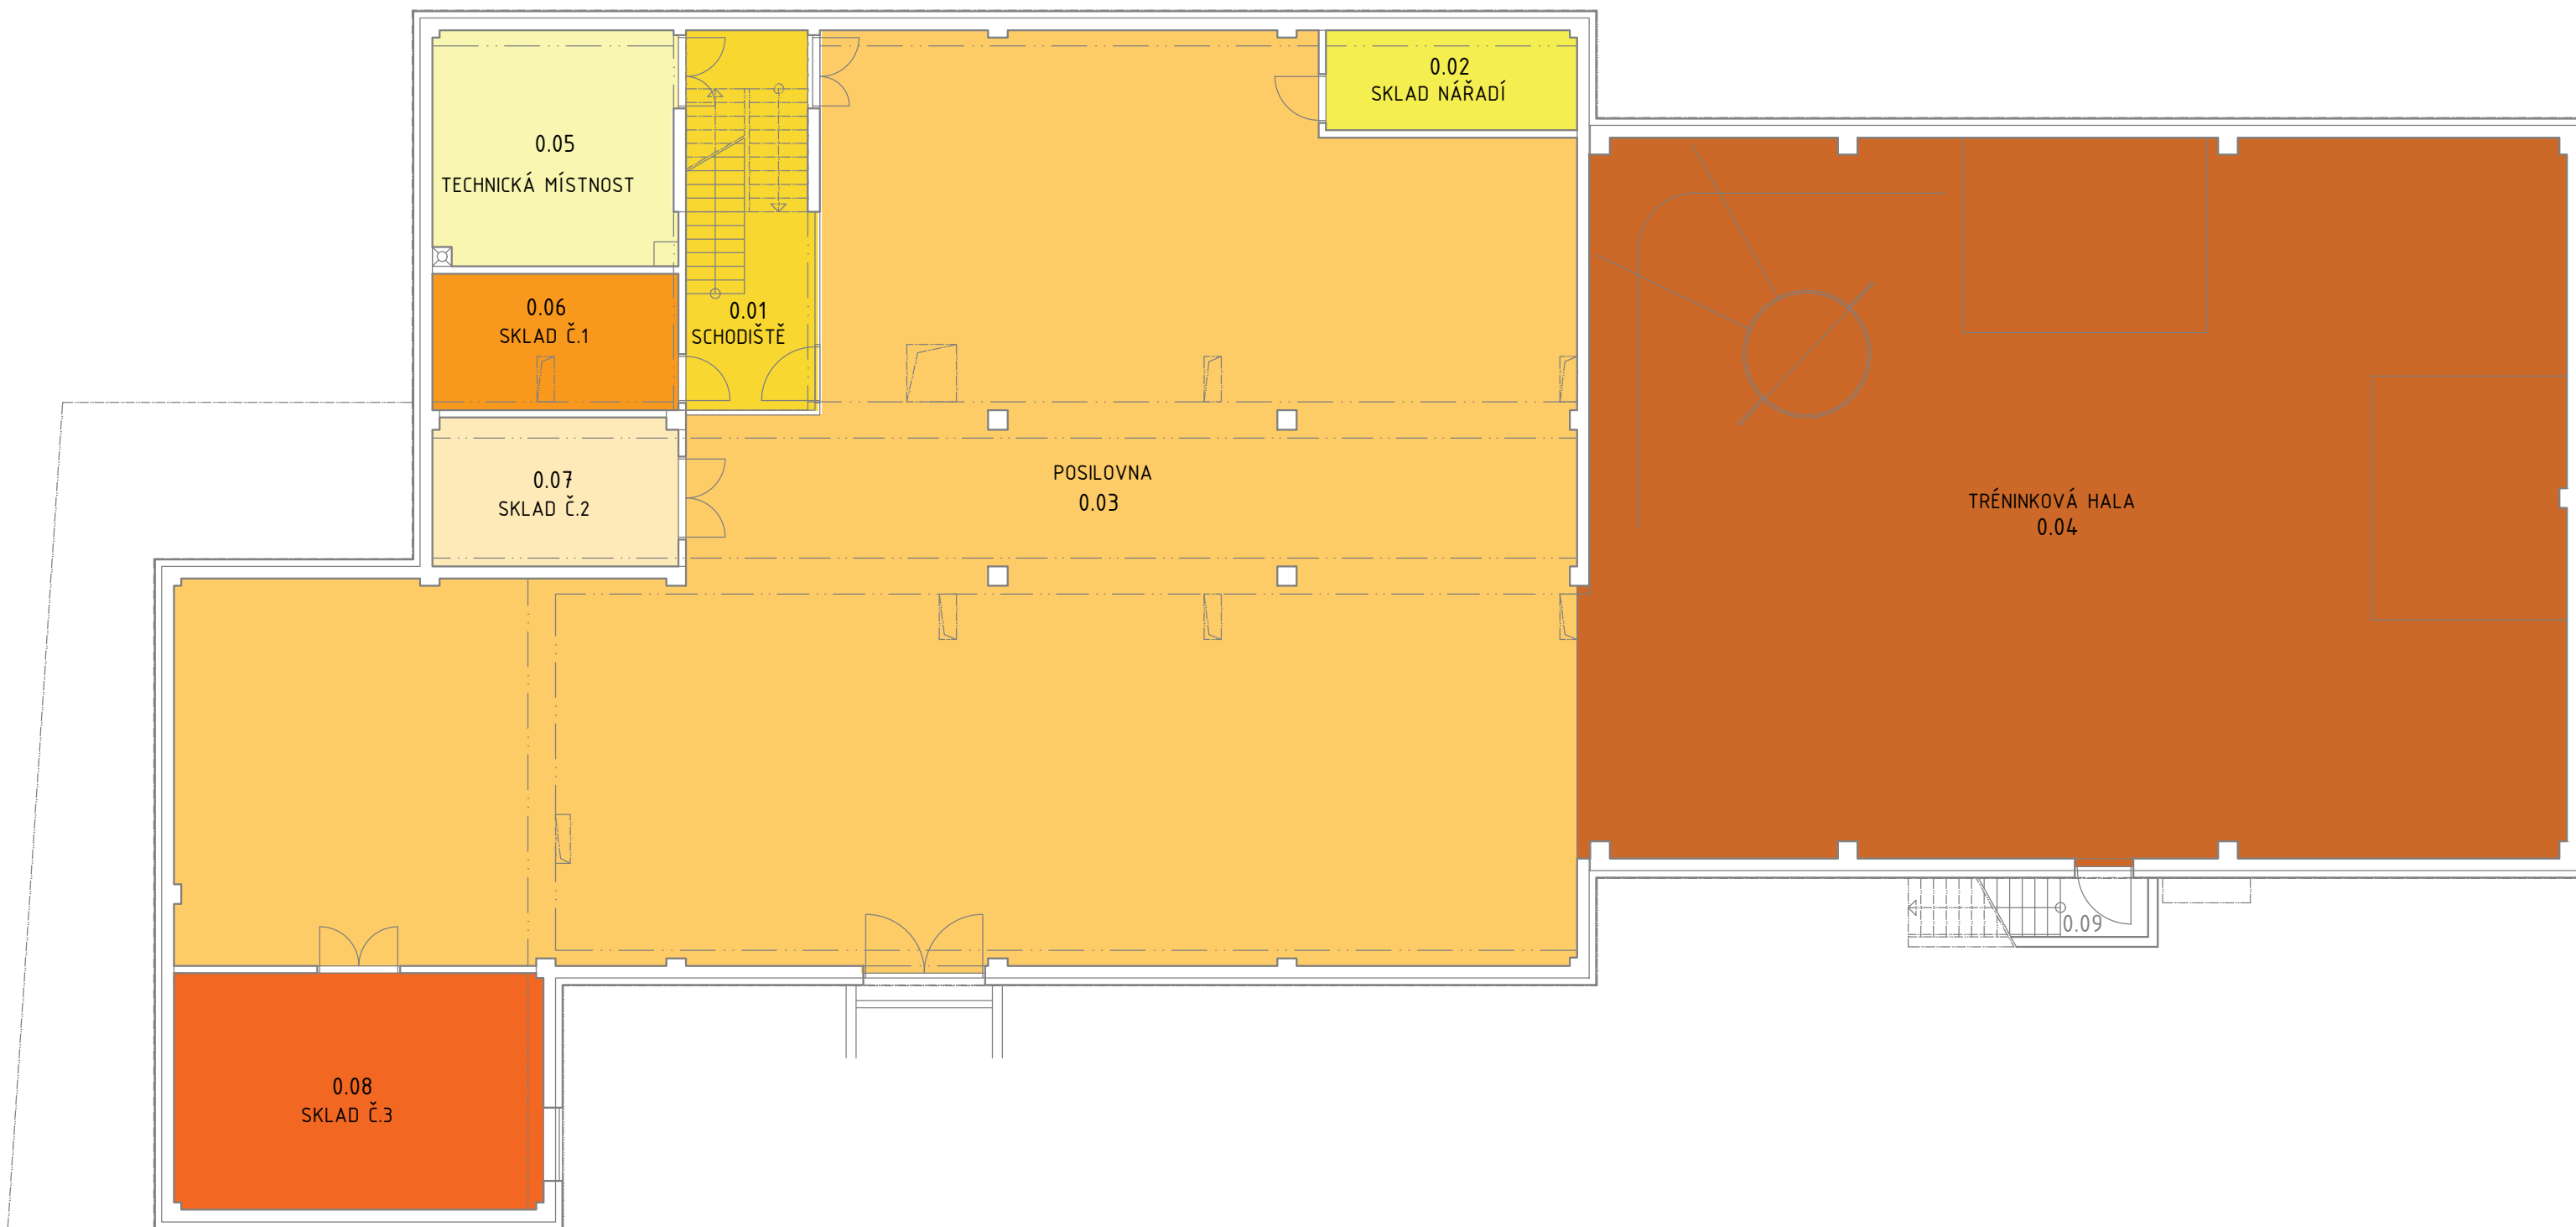 0.02
SKLAD NÁŘADÍ
0.05
TECHNICKÁ MÍSTNOST
0.06
SKLAD Č.1
0.01
SCHODIŠTĚ
0.07
SKLAD Č.2
POSILOVNA
0.03
TRÉNINKOVÁ HALA
0.04
0.09
0.08
SKLAD Č.3